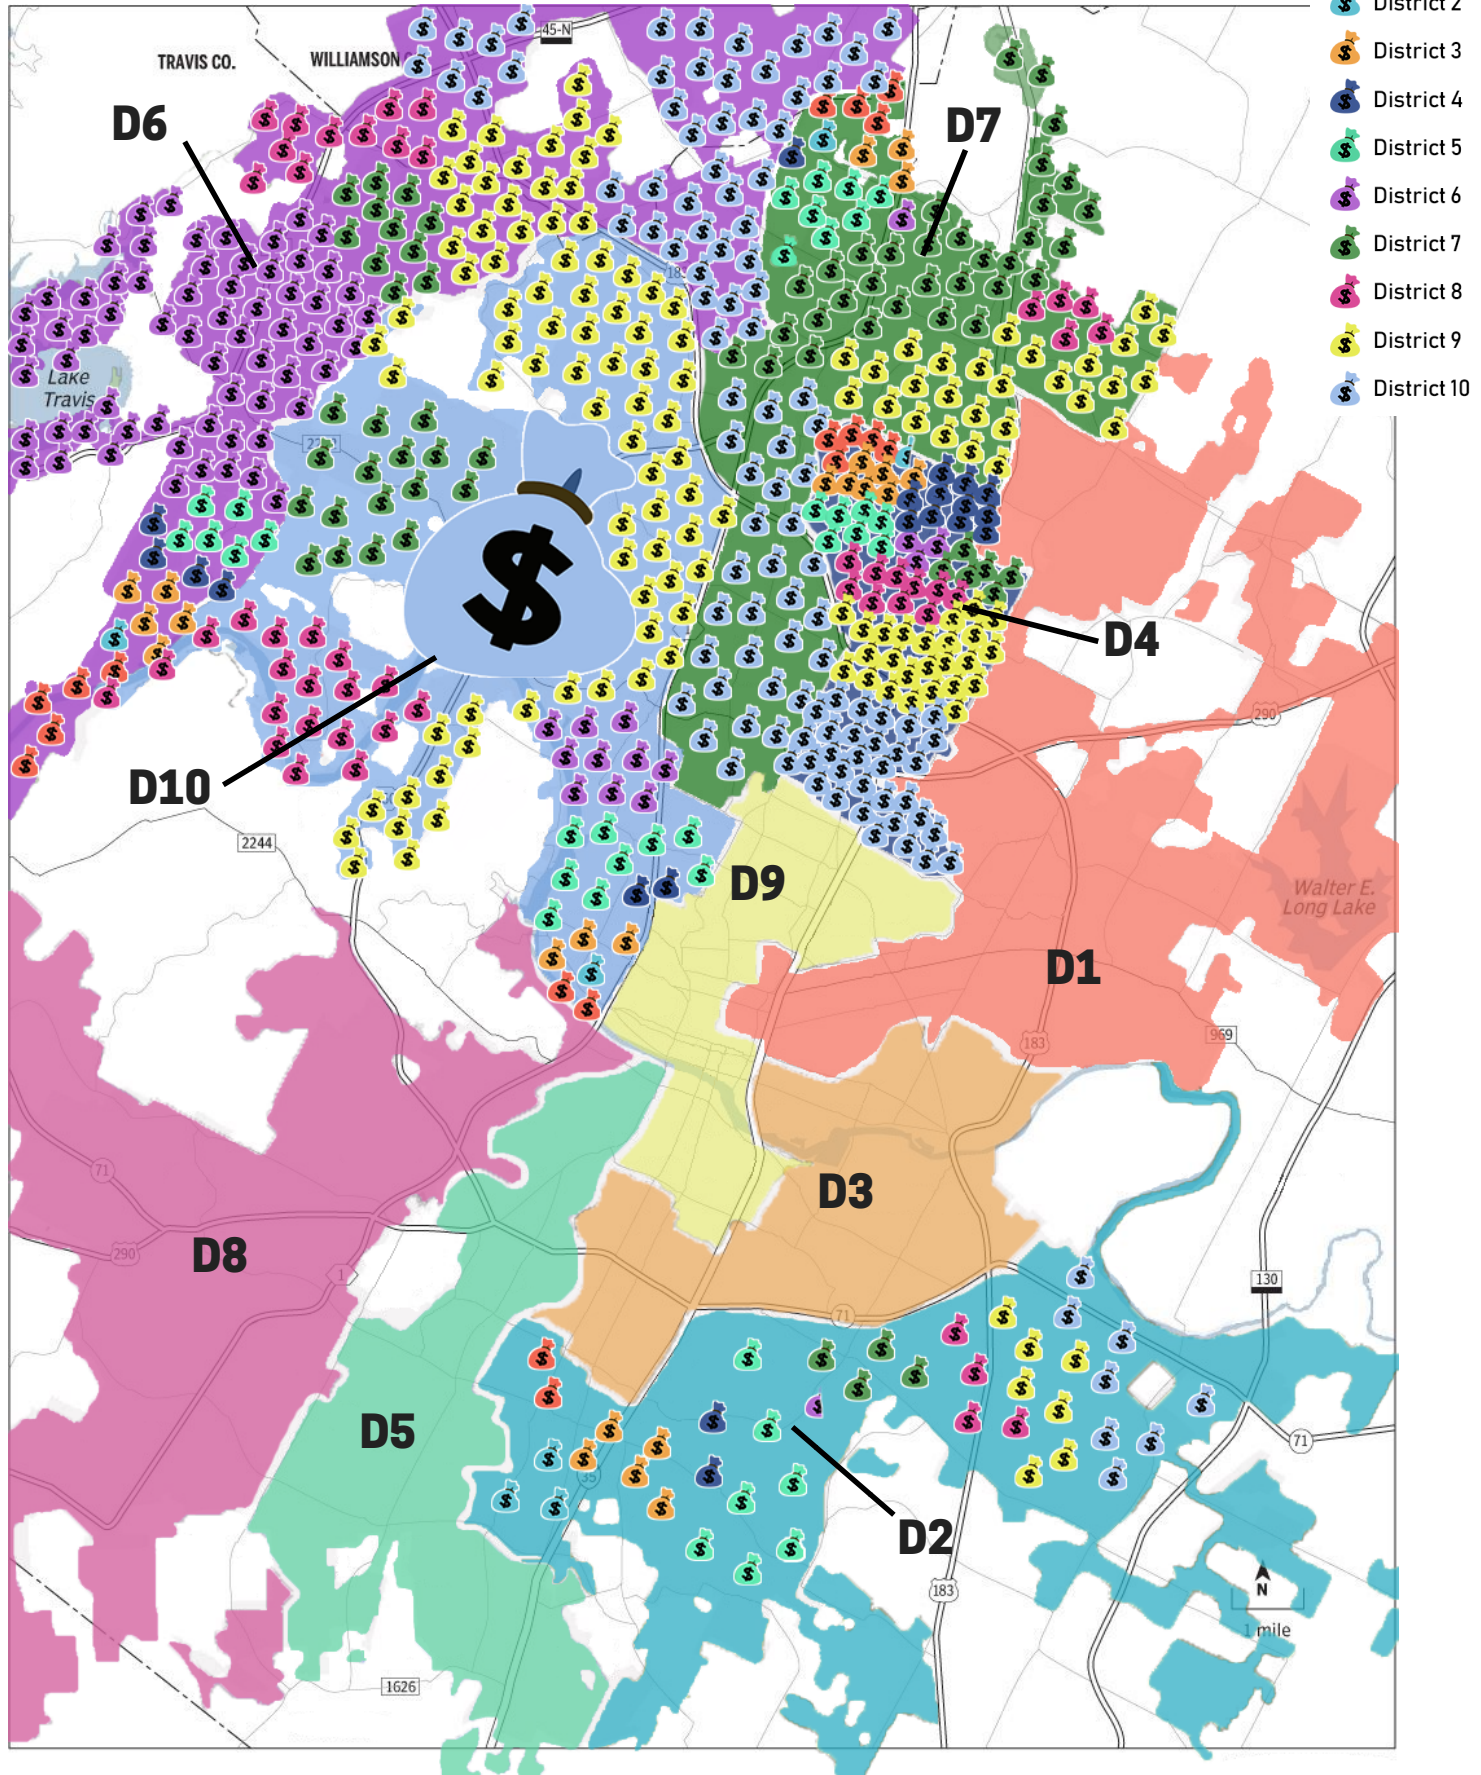 District 2
District 3
District 4
District 5
District 6
District 7
District 8
District 9
District 10
45-N
TRAVIS CO.
WILLIAMSON
D6
D7
Lake
Travis
D4
290
D10
2244
D9
Walter E.
Long Lake
D1
969
183
71
D3
D8
290
1
130
71
D5
71
35
D2
183
N
1 mile
1626